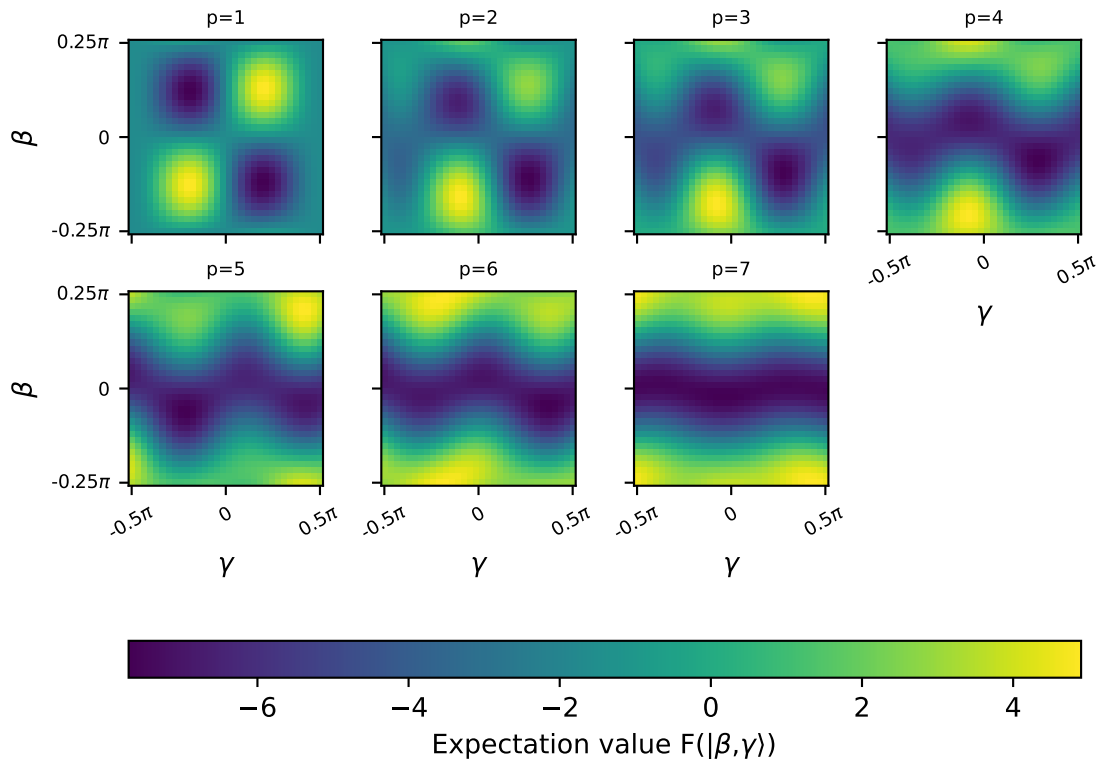 p=1
p=2
p=3
p=4
0.25π
0
-0.25π
β
-0.5π
0
0.5π
γ
p=5
p=6
p=7
0.25π
0
-0.25π
β
-0.5π
0
0.5π
γ
-0.5π
0
0.5π
γ
-0.5π
0
0.5π
γ
−6
−4
−2
0
2
4
Expectation value F(|β,γ⟩)